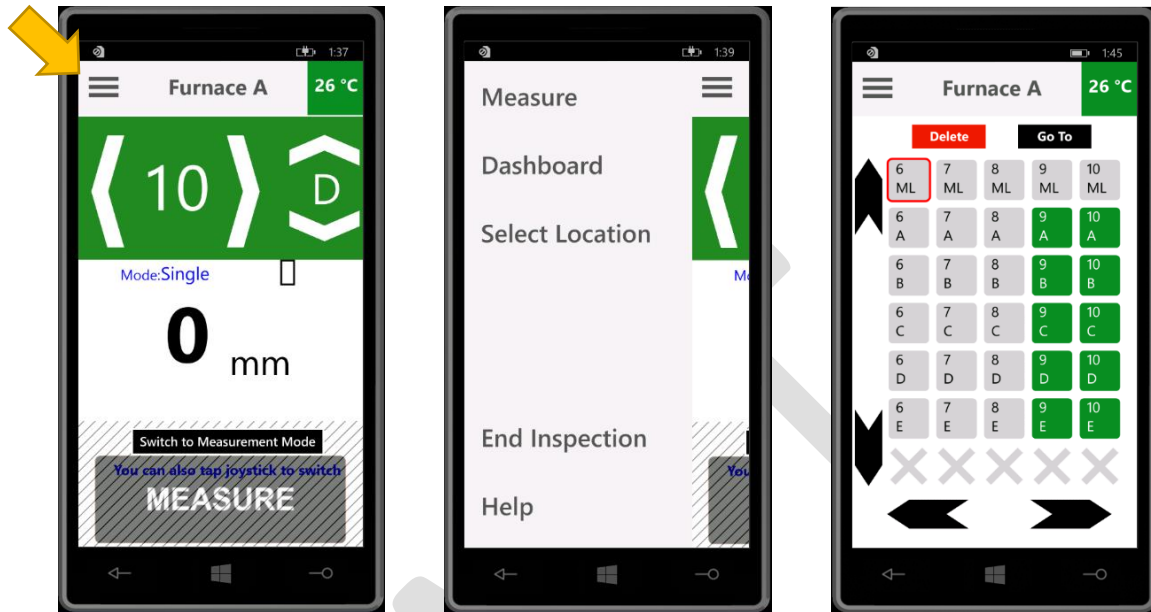 1:37
Furnace A 26 °C
10 D
Mode:Single
0 mm
Switch to Measurement Mode
You can also tap joystick to switch
MEASURE
1:39
Measure
Dashboard
Select Location
M
End Inspection
You
Help
1:45
Furnace A 26 °C
Delete Go To
6 7 8 9 10
ML ML ML ML ML
6 7 8 9 10
A A A A A
6 7 8 9 10
B B B B B
6 7 8 9 10
C C C C C
6 7 8 9 10
D D D D D
6 7 8 9 10
E E E E E